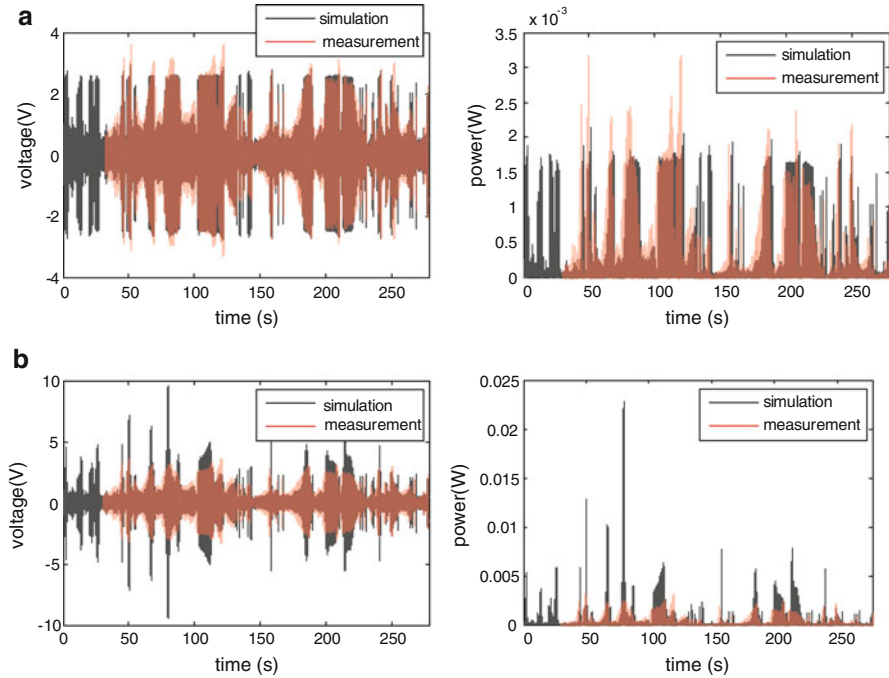 a
simulation
measurement
voltage(V)
4
2
0
-2
-4
0 50 100 150 200 250
time (s)
x 10⁻³
simulation
measurement
power(W)
3.5
3
2.5
2
1.5
1
0.5
0
0 50 100 150 200 250
time (s)
b
simulation
measurement
voltage(V)
10
5
0
-5
-10
0 50 100 150 200 250
time (s)
simulation
measurement
power(W)
0.025
0.02
0.015
0.01
0.005
0
0 50 100 150 200 250
time (s)